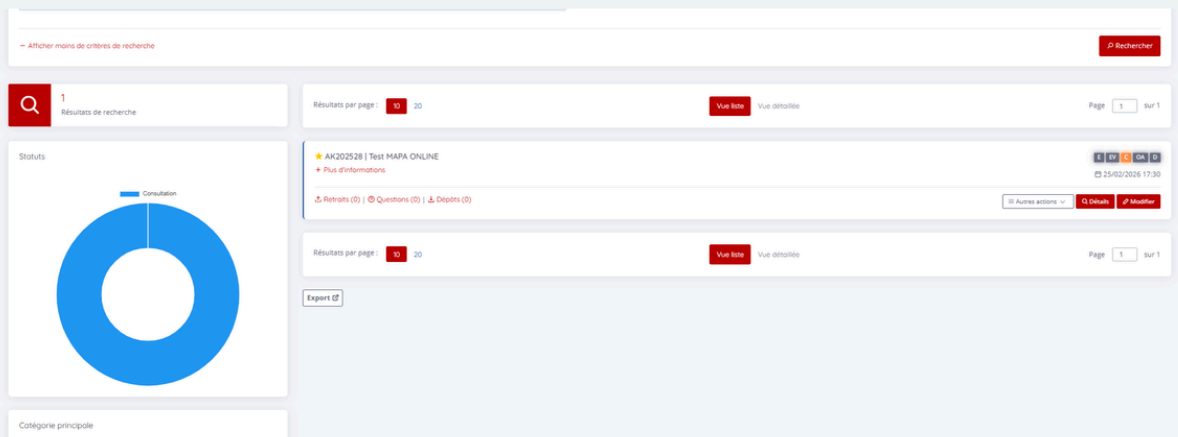 − Afficher moins de critères de recherche
Rechercher
1
Résultats de recherche
Résultats par page : 10 20
Vue liste Vue détaillée
Page 1 sur 1
Statuts
Consultation
AK202528 | Test MAPA ONLINE
E EV C OA D
+ Plus d'informations
25/02/2026 17:30
Retraits (0) | Questions (0) | Dépôts (0)
Autres actions Détails Modifier
Résultats par page : 10 20
Vue liste Vue détaillée
Page 1 sur 1
Export
Catégorie principale